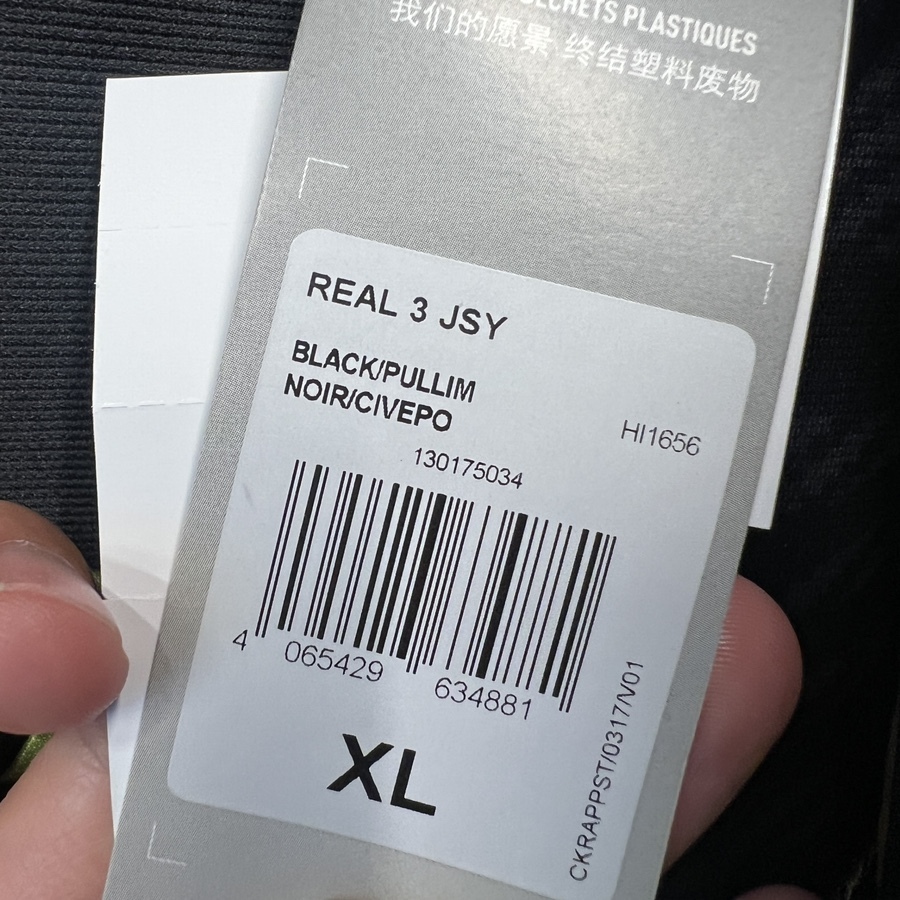 SECHETS PLASTIQUES
我们的愿景 终结塑料废物
REAL 3 JSY
BLACK/PULLIM
NOIR/CIVEPO
HI1656
130175034
4 065429 634881
XL
CKRAPPST/0317/V01